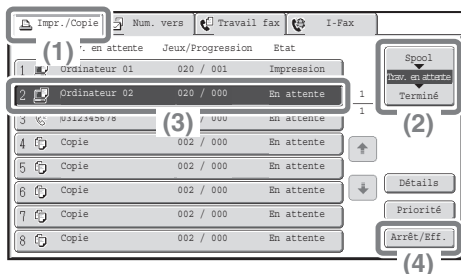 Impr./Copie Num. vers Travail fax I-Fax
(1) . en attente Jeux/Progression Etat
1 Ordinateur 01 020 / 001 Impression
2 Ordinateur 02 020 / 000 En attente
3 0312345678 (3) 002 / 000 En attente
4 Copie 002 / 000 En attente
5 Copie 002 / 000 En attente
6 Copie 002 / 000 En attente
7 Copie 002 / 000 En attente
8 Copie 002 / 000 En attente
1
1
Spool
Trav. en attente
Terminé
(2)
Détails
Priorité
Arrêt/Eff.
(4)